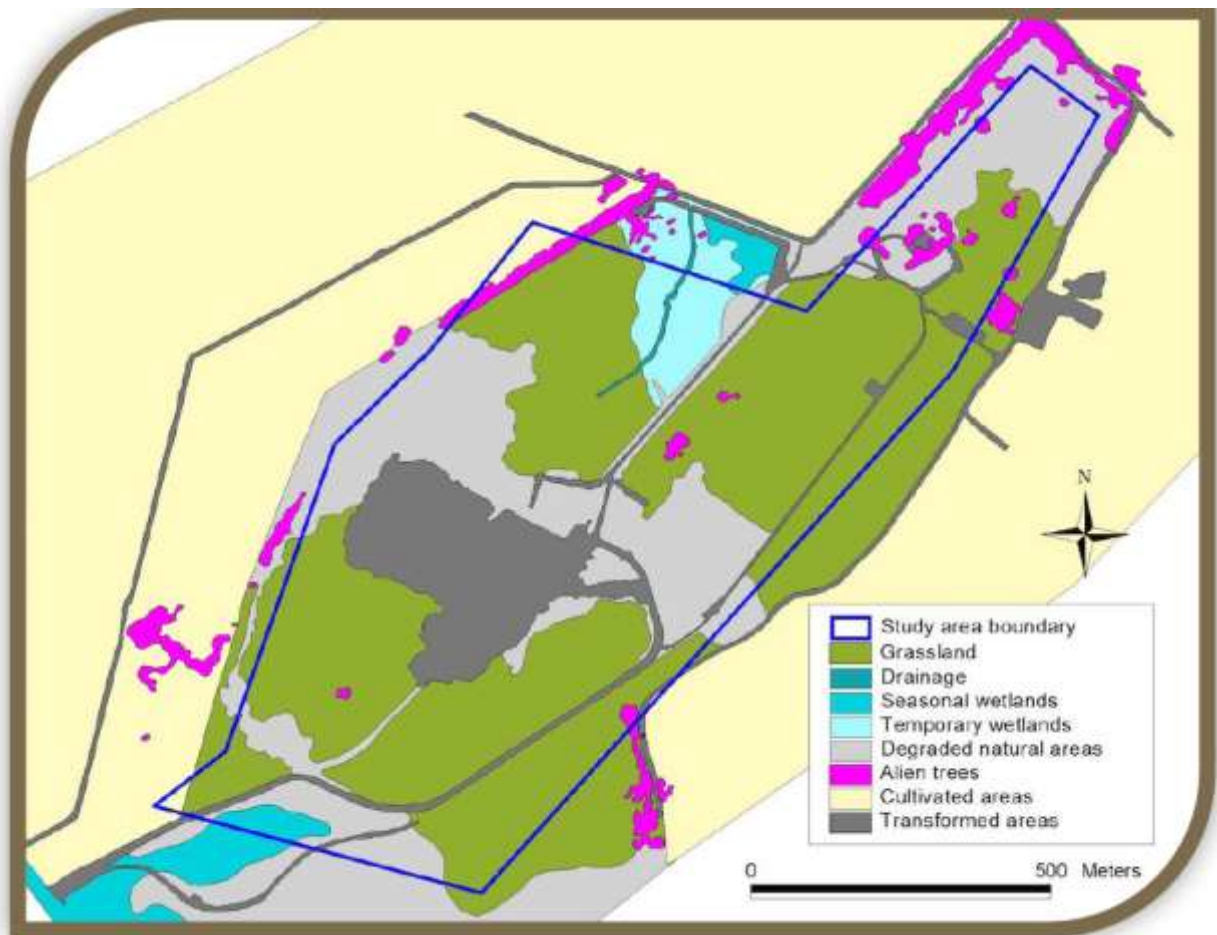 N
Study area boundary
Grassland
Drainage
Seasonal wetlands
Temporary wetlands
Degraded natural areas
Alien trees
Cultivated areas
Transformed areas
0 500 Meters